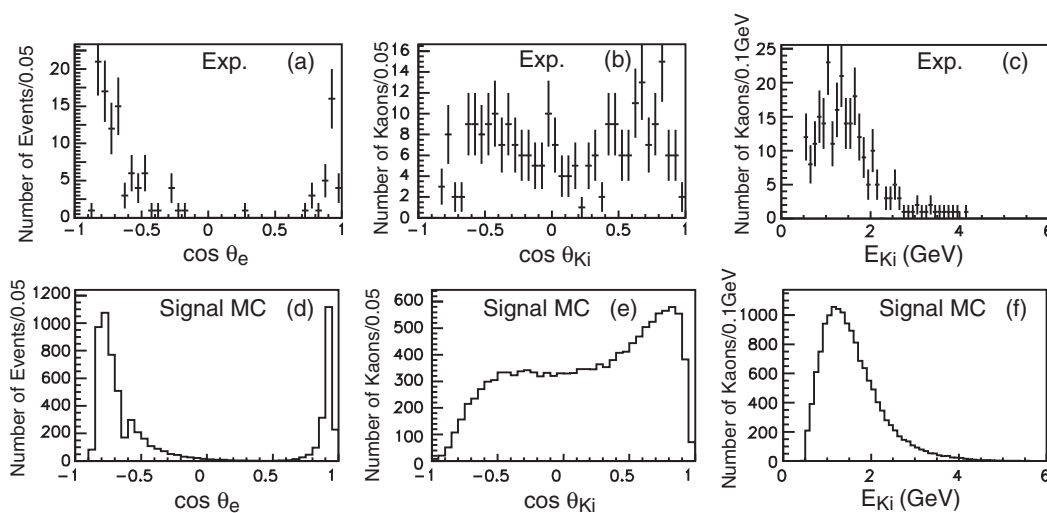 Number of Events/0.05
20
15
10
5
0
Exp. (a)
-1 -0.5 0 0.5 1
cos θe
Number of Kaons/0.05
16
14
12
10
8
6
4
2
0
Exp. (b)
-1 -0.5 0 0.5 1
cos θKi
Number of Kaons/0.1GeV
25
20
15
10
5
0
Exp. (c)
0 2 4 6
EKi (GeV)
Number of Events/0.05
1200
1000
800
600
400
200
0
Signal MC (d)
-1 -0.5 0 0.5 1
cos θe
Number of Kaons/0.05
600
500
400
300
200
100
0
Signal MC (e)
-1 -0.5 0 0.5 1
cos θKi
Number of Kaons/0.1GeV
1000
800
600
400
200
0
Signal MC (f)
0 2 4 6
EKi (GeV)